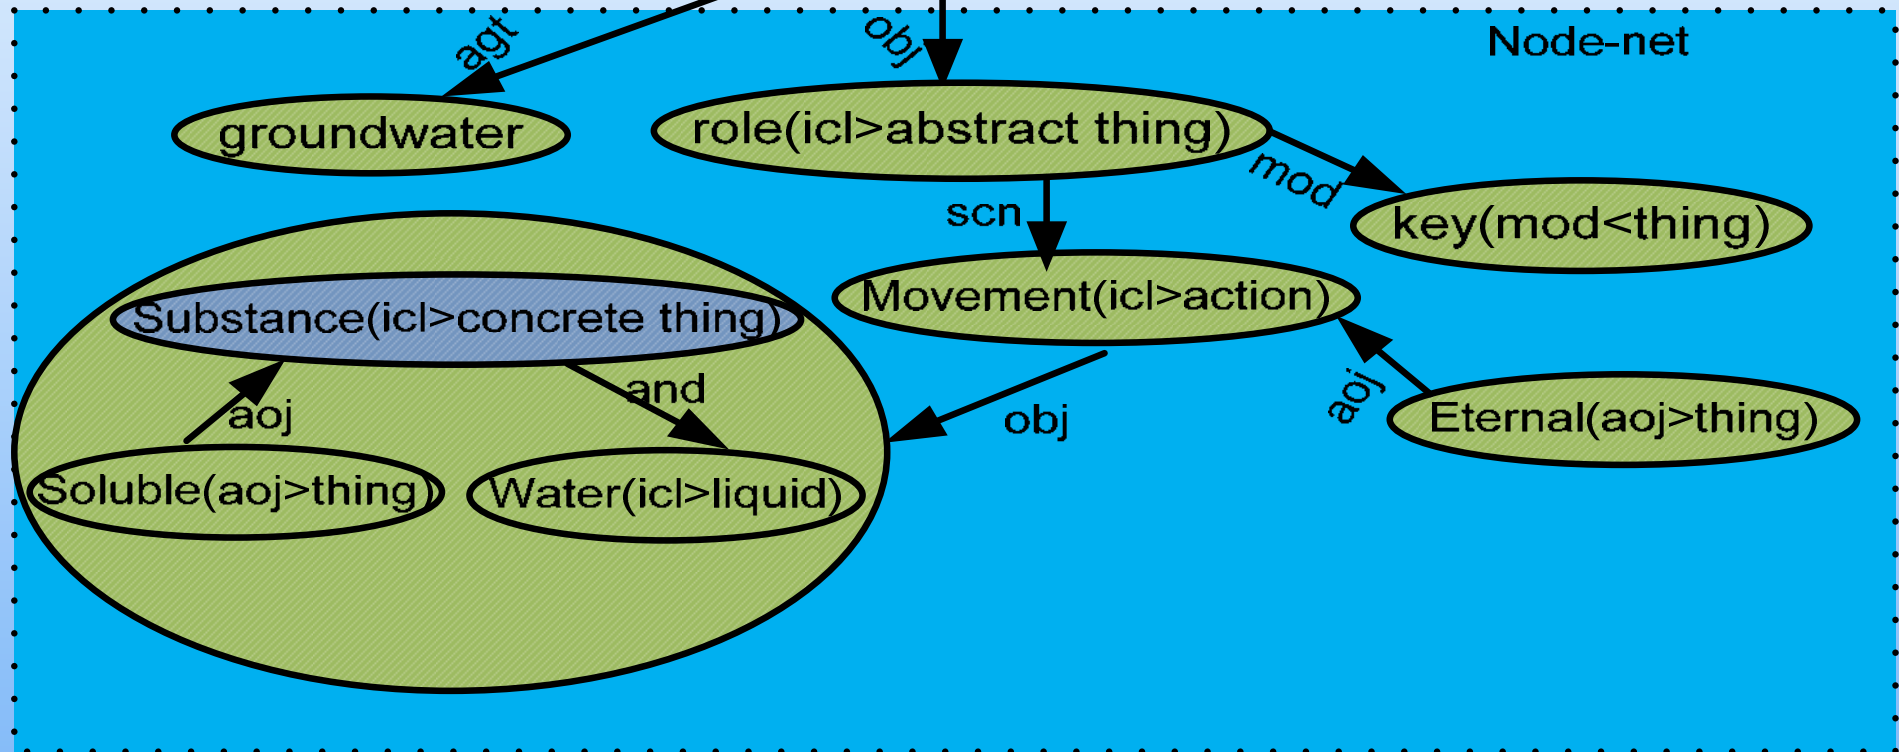 Node-net
agt
obj
groundwater
role(icl>abstract thing)
mod
scn
key(mod<thing)
Movement(icl>action)
Substance(icl>concrete thing)
and
aoj
obj
aoj
Eternal(aoj>thing)
Soluble(aoj>thing)
Water(icl>liquid)